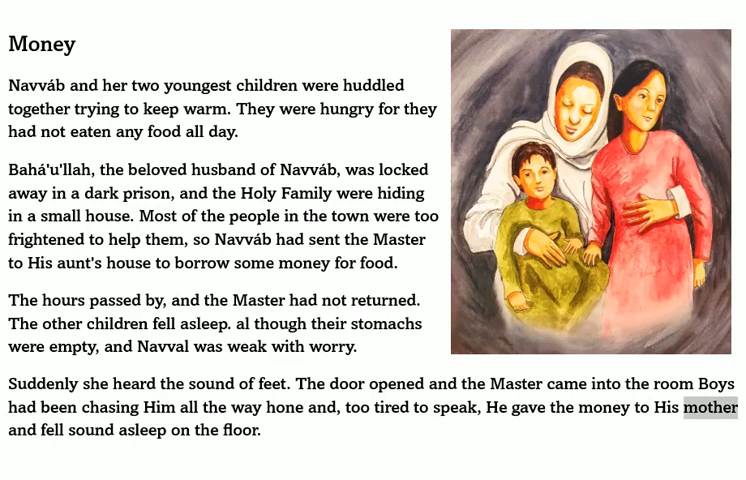 Money
Navváb and her two youngest children were huddled
together trying to keep warm. They were hungry for they
had not eaten any food all day.
Bahá'u'llah, the beloved husband of Navváb, was locked
away in a dark prison, and the Holy Family were hiding
in a small house. Most of the people in the town were too
frightened to help them, so Navváb had sent the Master
to His aunt's house to borrow some money for food.
The hours passed by, and the Master had not returned.
The other children fell asleep. al though their stomachs
were empty, and Navval was weak with worry.
Suddenly she heard the sound of feet. The door opened and the Master came into the room Boys
had been chasing Him all the way hone and, too tired to speak, He gave the money to His mother
and fell sound asleep on the floor.